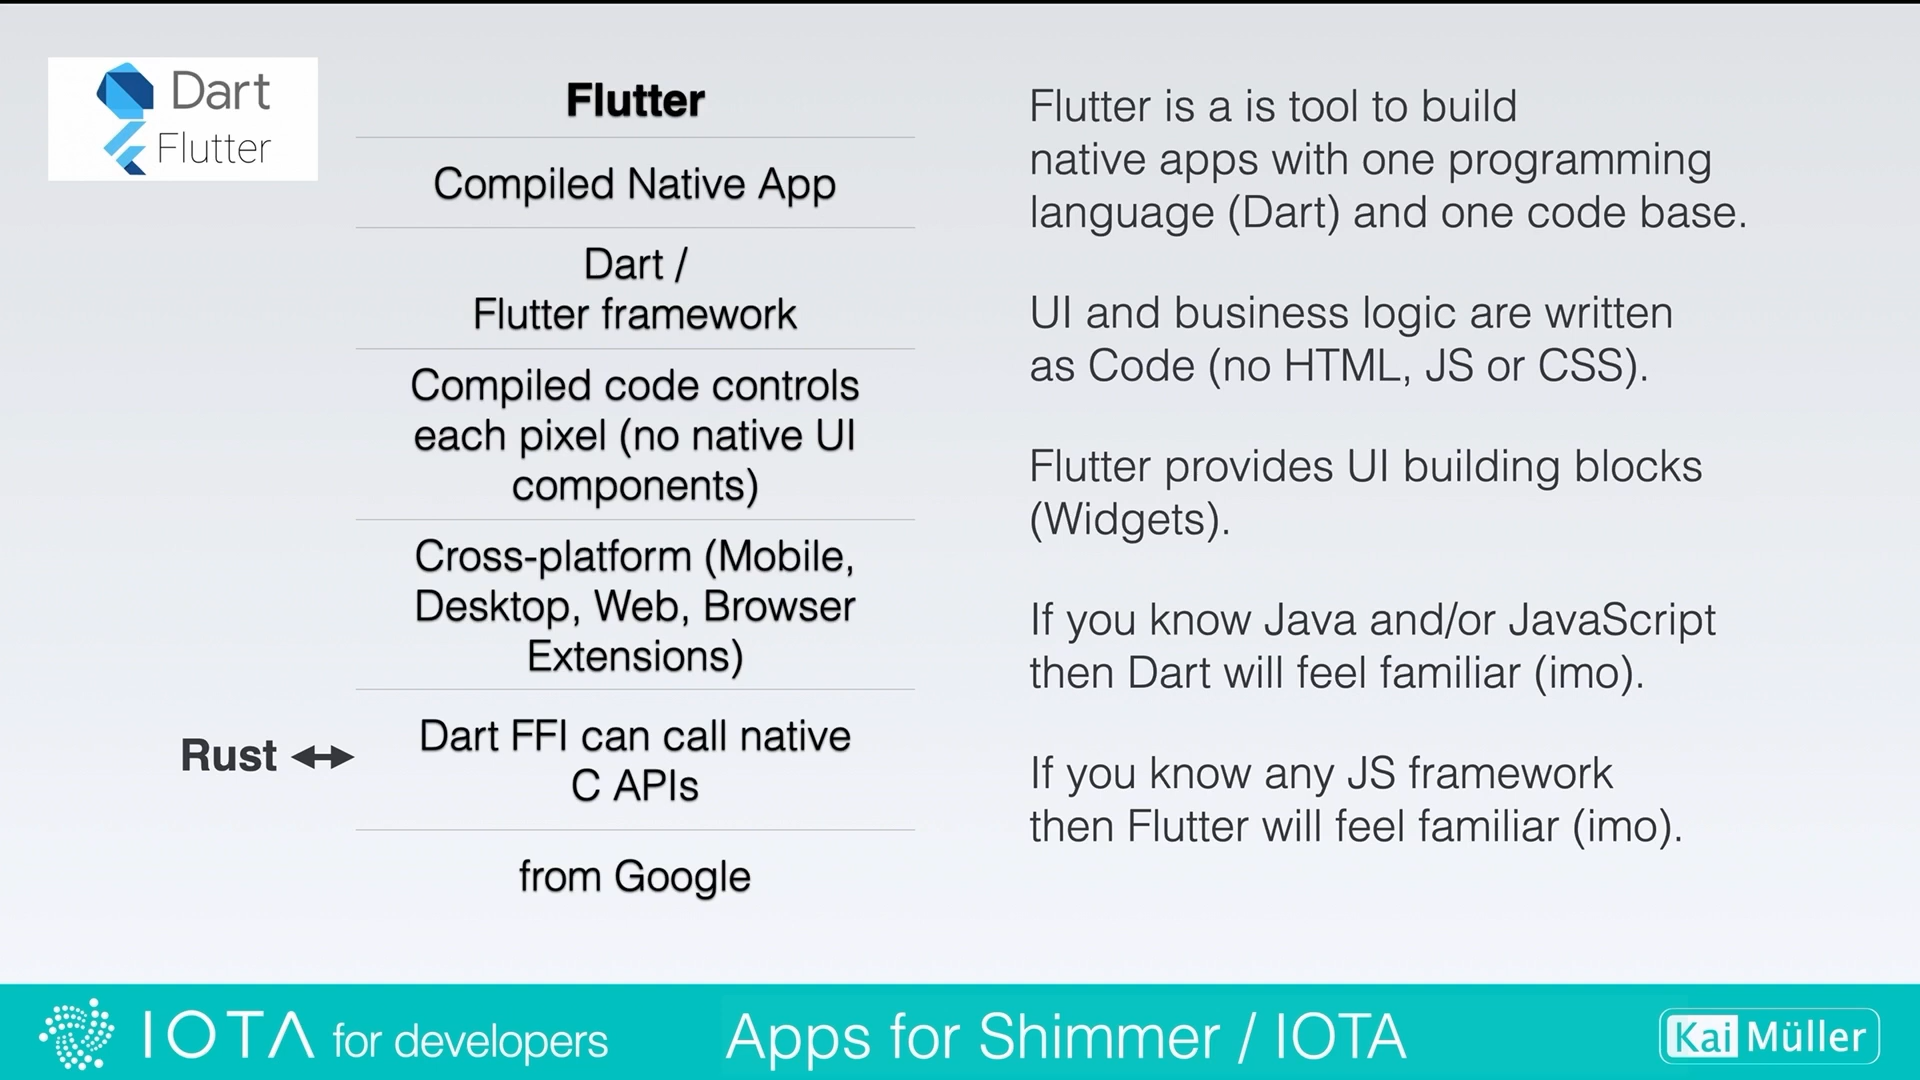 Dart
Flutter
Flutter
Compiled Native App
Dart /
Flutter framework
Compiled code controls
each pixel (no native UI
components)
Cross-platform (Mobile,
Desktop, Web, Browser
Extensions)
Rust
Dart FFI can call native
C APIs
from Google
Flutter is a is tool to build
native apps with one programming
language (Dart) and one code base.
UI and business logic are written
as Code (no HTML, JS or CSS).
Flutter provides UI building blocks
(Widgets).
If you know Java and/or JavaScript
then Dart will feel familiar (imo).
If you know any JS framework
then Flutter will feel familiar (imo).
IOTA for developers
Apps for Shimmer / IOTA
Kai Müller